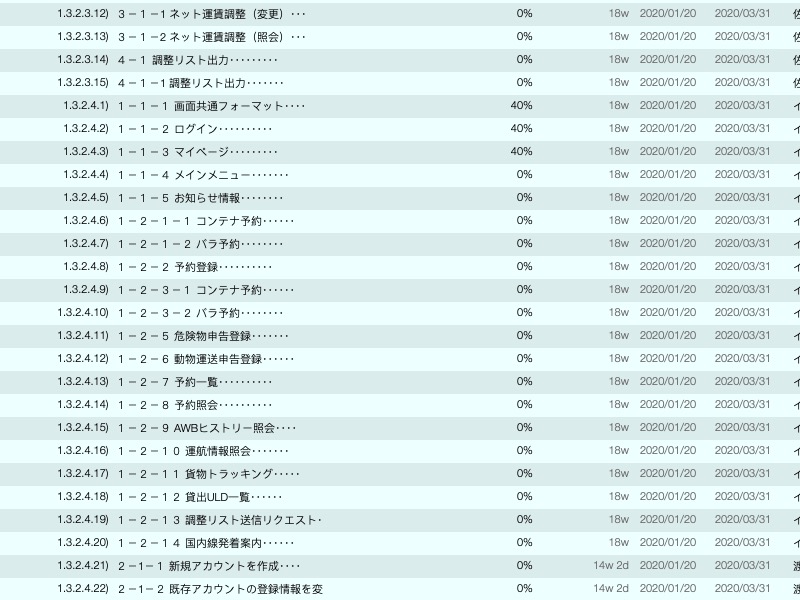 1.3.2.3.12) ３－１－１ネット運賃調整（変更）･･･ 0% 18w 2020/01/20 2020/03/31 佐
1.3.2.3.13) ３－１－２ネット運賃調整（照会）･･･ 0% 18w 2020/01/20 2020/03/31 佐
1.3.2.3.14) ４－１ 調整リスト出力･････････ 0% 18w 2020/01/20 2020/03/31 佐
1.3.2.3.15) ４－１－１調整リスト出力･･･････ 0% 18w 2020/01/20 2020/03/31 佐
1.3.2.4.1) １－１－１ 画面共通フォーマット････ 40% 18w 2020/01/20 2020/03/31 イ
1.3.2.4.2) １－１－２ ログイン･･････････ 40% 18w 2020/01/20 2020/03/31 イ
1.3.2.4.3) １－１－３ マイページ･････････ 40% 18w 2020/01/20 2020/03/31 イ
1.3.2.4.4) １－１－４ メインメニュー･･･････ 0% 18w 2020/01/20 2020/03/31 イ
1.3.2.4.5) １－１－５ お知らせ情報････････ 0% 18w 2020/01/20 2020/03/31 イ
1.3.2.4.6) １－２－１－１ コンテナ予約･･････ 0% 18w 2020/01/20 2020/03/31 イ
1.3.2.4.7) １－２－１－２ バラ予約････････ 0% 18w 2020/01/20 2020/03/31 イ
1.3.2.4.8) １－２－２ 予約登録･･････････ 0% 18w 2020/01/20 2020/03/31 イ
1.3.2.4.9) １－２－３－１ コンテナ予約･･････ 0% 18w 2020/01/20 2020/03/31 イ
1.3.2.4.10) １－２－３－２ バラ予約････････ 0% 18w 2020/01/20 2020/03/31 イ
1.3.2.4.11) １－２－５ 危険物申告登録･･･････ 0% 18w 2020/01/20 2020/03/31 イ
1.3.2.4.12) １－２－６ 動物運送申告登録･･････ 0% 18w 2020/01/20 2020/03/31 イ
1.3.2.4.13) １－２－７ 予約一覧･･････････ 0% 18w 2020/01/20 2020/03/31 イ
1.3.2.4.14) １－２－８ 予約照会･･････････ 0% 18w 2020/01/20 2020/03/31 イ
1.3.2.4.15) １－２－９ AWBヒストリー照会････ 0% 18w 2020/01/20 2020/03/31 イ
1.3.2.4.16) １－２－１０ 運航情報照会･･･････ 0% 18w 2020/01/20 2020/03/31 イ
1.3.2.4.17) １－２－１１ 貨物トラッキング･････ 0% 18w 2020/01/20 2020/03/31 イ
1.3.2.4.18) １－２－１２ 貸出ULD一覧･･････ 0% 18w 2020/01/20 2020/03/31 イ
1.3.2.4.19) １－２－１３ 調整リスト送信リクエスト･ 0% 18w 2020/01/20 2020/03/31 イ
1.3.2.4.20) １－２－１４ 国内線発着案内･･････ 0% 18w 2020/01/20 2020/03/31 イ
1.3.2.4.21) ２－１－１ 新規アカウントを作成････ 0% 14w 2d 2020/01/20 2020/03/31 渡
1.3.2.4.22) ２－１－２ 既存アカウントの登録情報を変 0% 14w 2d 2020/01/20 2020/03/31 渡